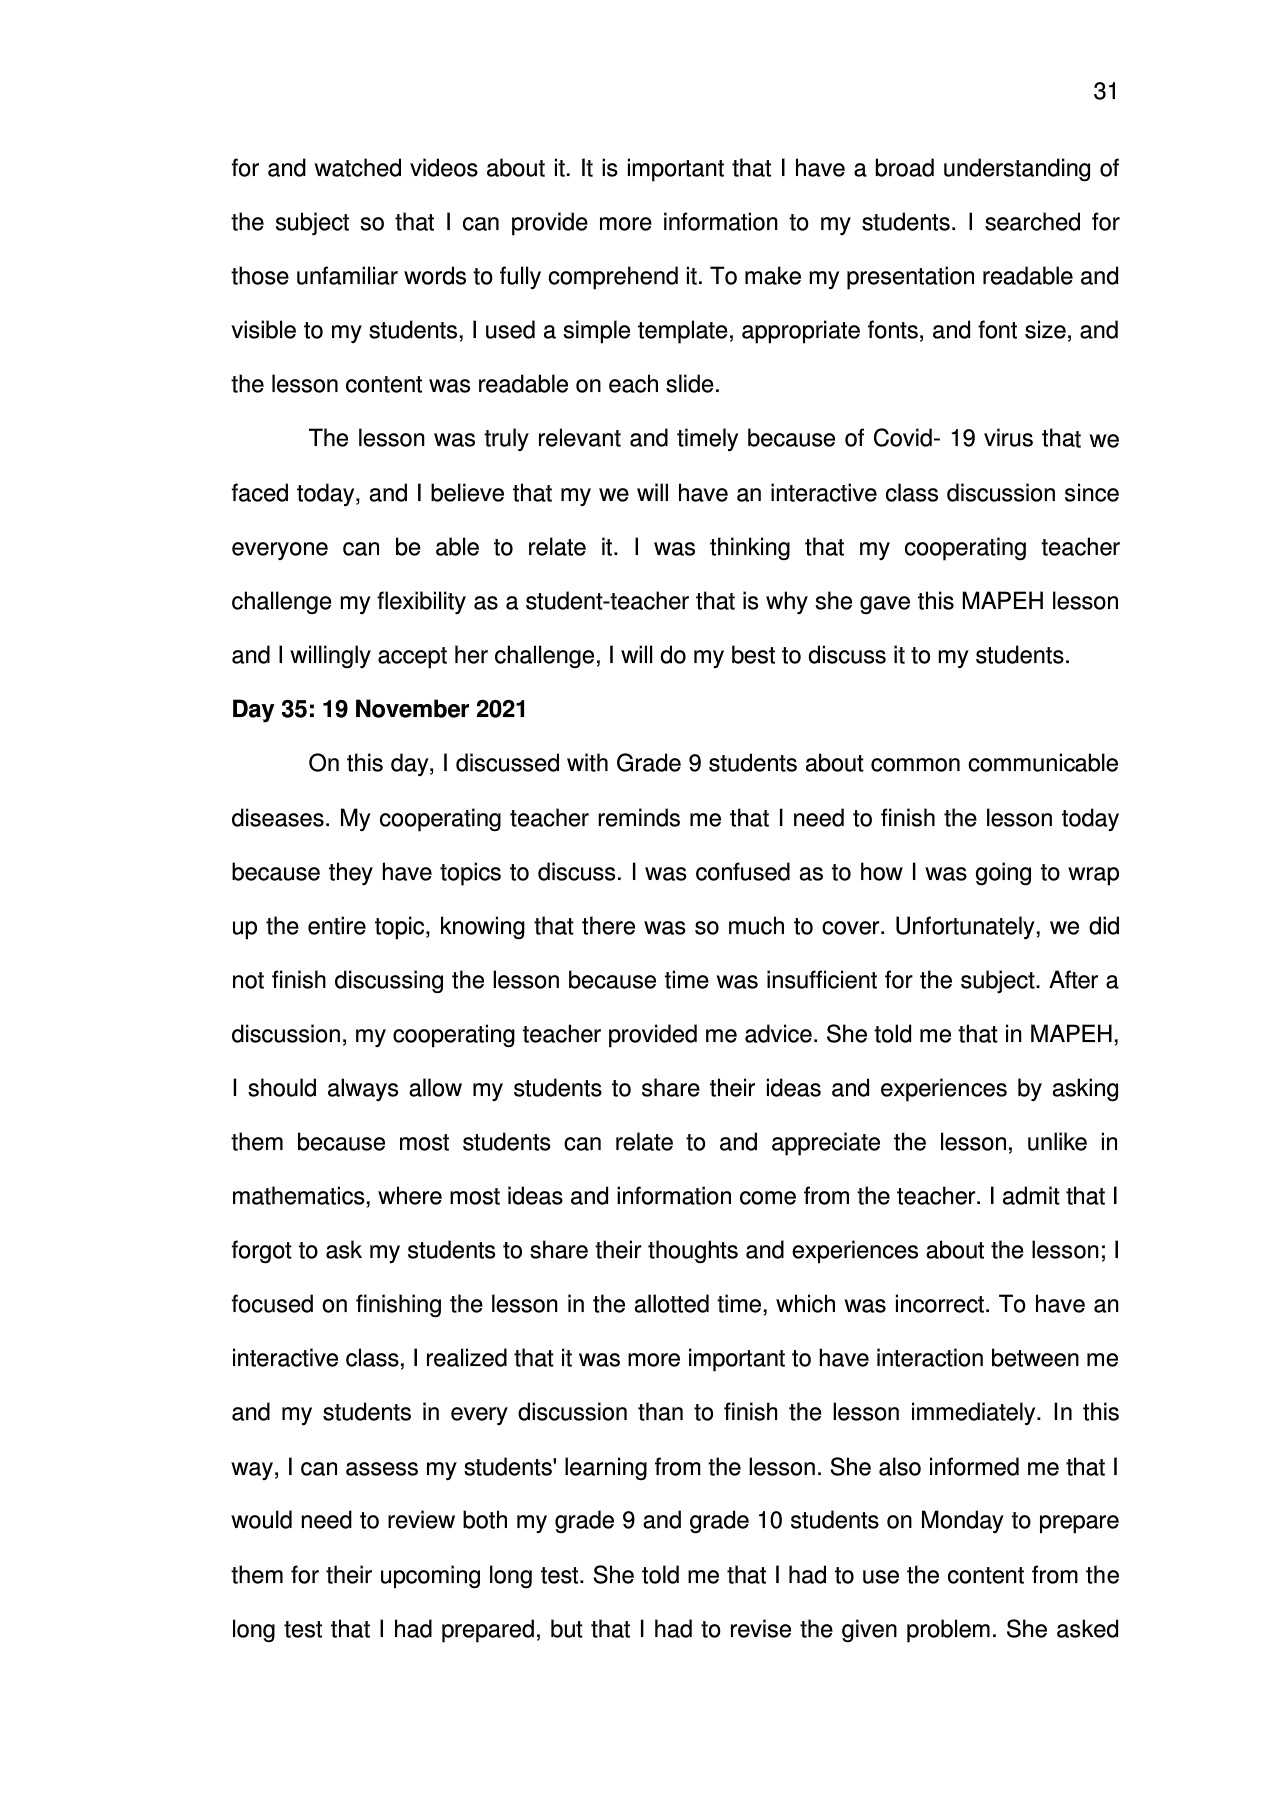 31
for and watched videos about it. It is important that I have a broad understanding of
the subject so that I can provide more information to my students. I searched for
those unfamiliar words to fully comprehend it. To make my presentation readable and
visible to my students, I used a simple template, appropriate fonts, and font size, and
the lesson content was readable on each slide.
The lesson was truly relevant and timely because of Covid- 19 virus that we
faced today, and I believe that my we will have an interactive class discussion since
everyone can be able to relate it. I was thinking that my cooperating teacher
challenge my flexibility as a student-teacher that is why she gave this MAPEH lesson
and I willingly accept her challenge, I will do my best to discuss it to my students.
Day 35: 19 November 2021
On this day, I discussed with Grade 9 students about common communicable
diseases. My cooperating teacher reminds me that I need to finish the lesson today
because they have topics to discuss. I was confused as to how I was going to wrap
up the entire topic, knowing that there was so much to cover. Unfortunately, we did
not finish discussing the lesson because time was insufficient for the subject. After a
discussion, my cooperating teacher provided me advice. She told me that in MAPEH,
I should always allow my students to share their ideas and experiences by asking
them because most students can relate to and appreciate the lesson, unlike in
mathematics, where most ideas and information come from the teacher. I admit that I
forgot to ask my students to share their thoughts and experiences about the lesson; I
focused on finishing the lesson in the allotted time, which was incorrect. To have an
interactive class, I realized that it was more important to have interaction between me
and my students in every discussion than to finish the lesson immediately. In this
way, I can assess my students' learning from the lesson. She also informed me that I
would need to review both my grade 9 and grade 10 students on Monday to prepare
them for their upcoming long test. She told me that I had to use the content from the
long test that I had prepared, but that I had to revise the given problem. She asked